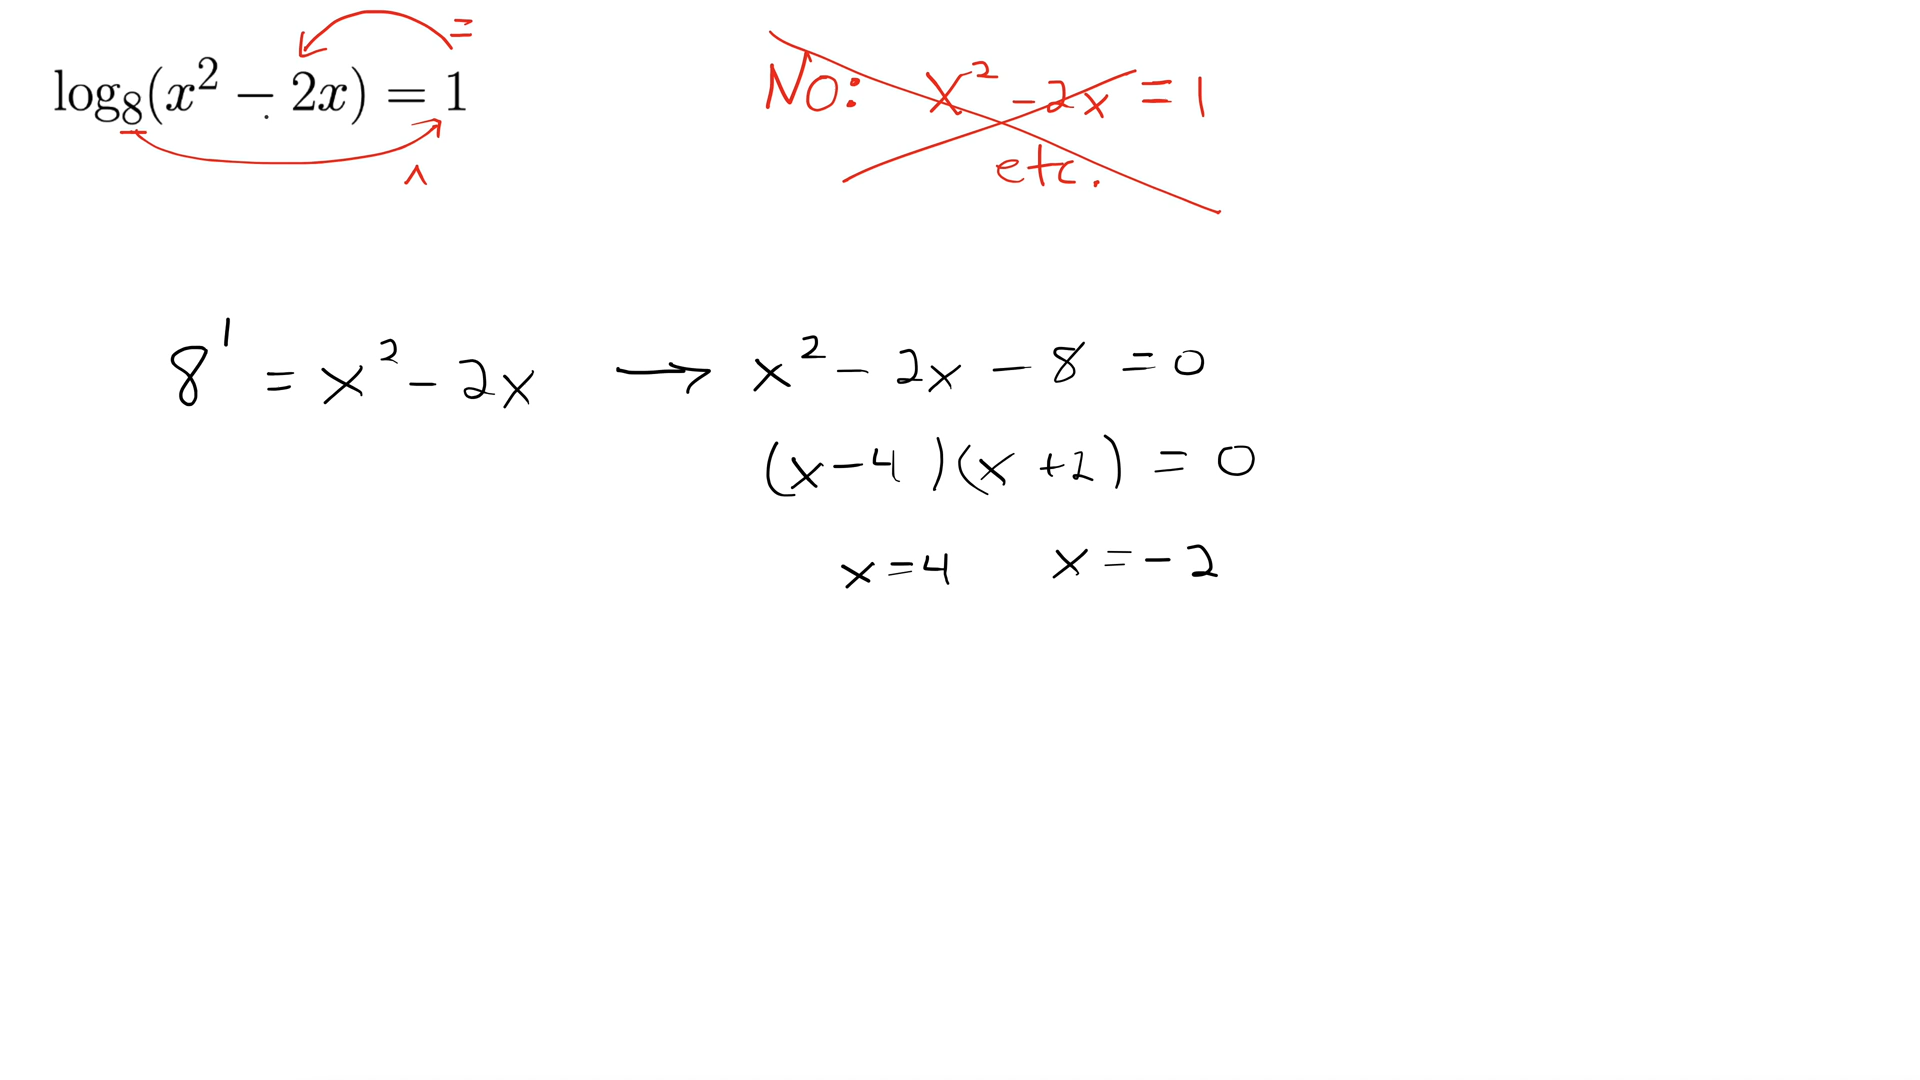 log₈(x² − 2x) = 1
=
^
No: x² − 2x = 1
etc.
8¹ = x² − 2x → x² − 2x − 8 = 0
(x − 4)(x + 2) = 0
x = 4 x = −2